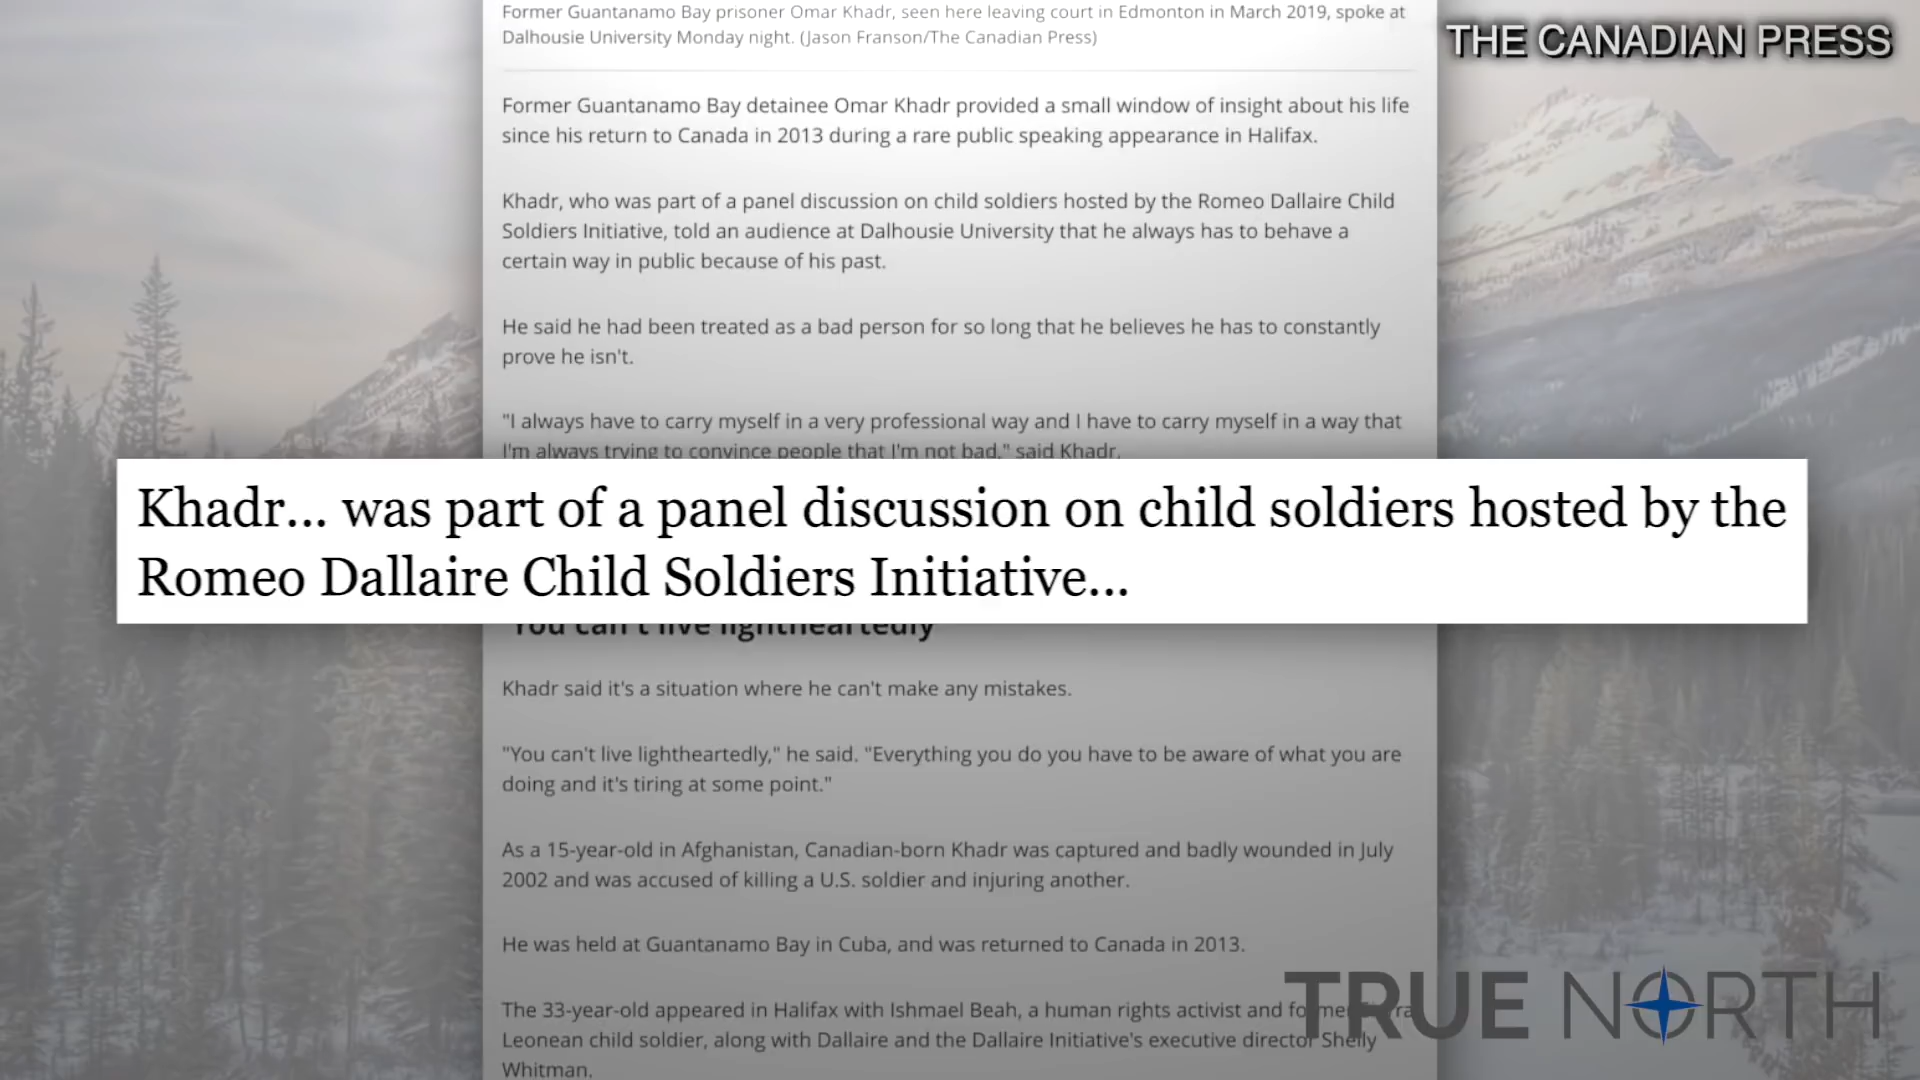 Former Guantanamo Bay prisoner Omar Khadr, seen here leaving court in Edmonton in March 2019, spoke at
Dalhousie University Monday night. (Jason Franson/The Canadian Press)
THE CANADIAN PRESS
Former Guantanamo Bay detainee Omar Khadr provided a small window of insight about his life
since his return to Canada in 2013 during a rare public speaking appearance in Halifax.
Khadr, who was part of a panel discussion on child soldiers hosted by the Romeo Dallaire Child
Soldiers Initiative, told an audience at Dalhousie University that he always has to behave a
certain way in public because of his past.
He said he had been treated as a bad person for so long that he believes he has to constantly
prove he isn't.
"I always have to carry myself in a very professional way and I have to carry myself in a way that
I'm always trying to convince people that I'm not bad," said Khadr.
Khadr... was part of a panel discussion on child soldiers hosted by the
Romeo Dallaire Child Soldiers Initiative...
'You can't live lightheartedly'
Khadr said it's a situation where he can't make any mistakes.
"You can't live lightheartedly," he said. "Everything you do you have to be aware of what you are
doing and it's tiring at some point."
As a 15-year-old in Afghanistan, Canadian-born Khadr was captured and badly wounded in July
2002 and was accused of killing a U.S. soldier and injuring another.
He was held at Guantanamo Bay in Cuba, and was returned to Canada in 2013.
The 33-year-old appeared in Halifax with Ishmael Beah, a human rights activist and former Sierra
Leonean child soldier, along with Dallaire and the Dallaire Initiative's executive director Shelly
Whitman.
TRUE NORTH